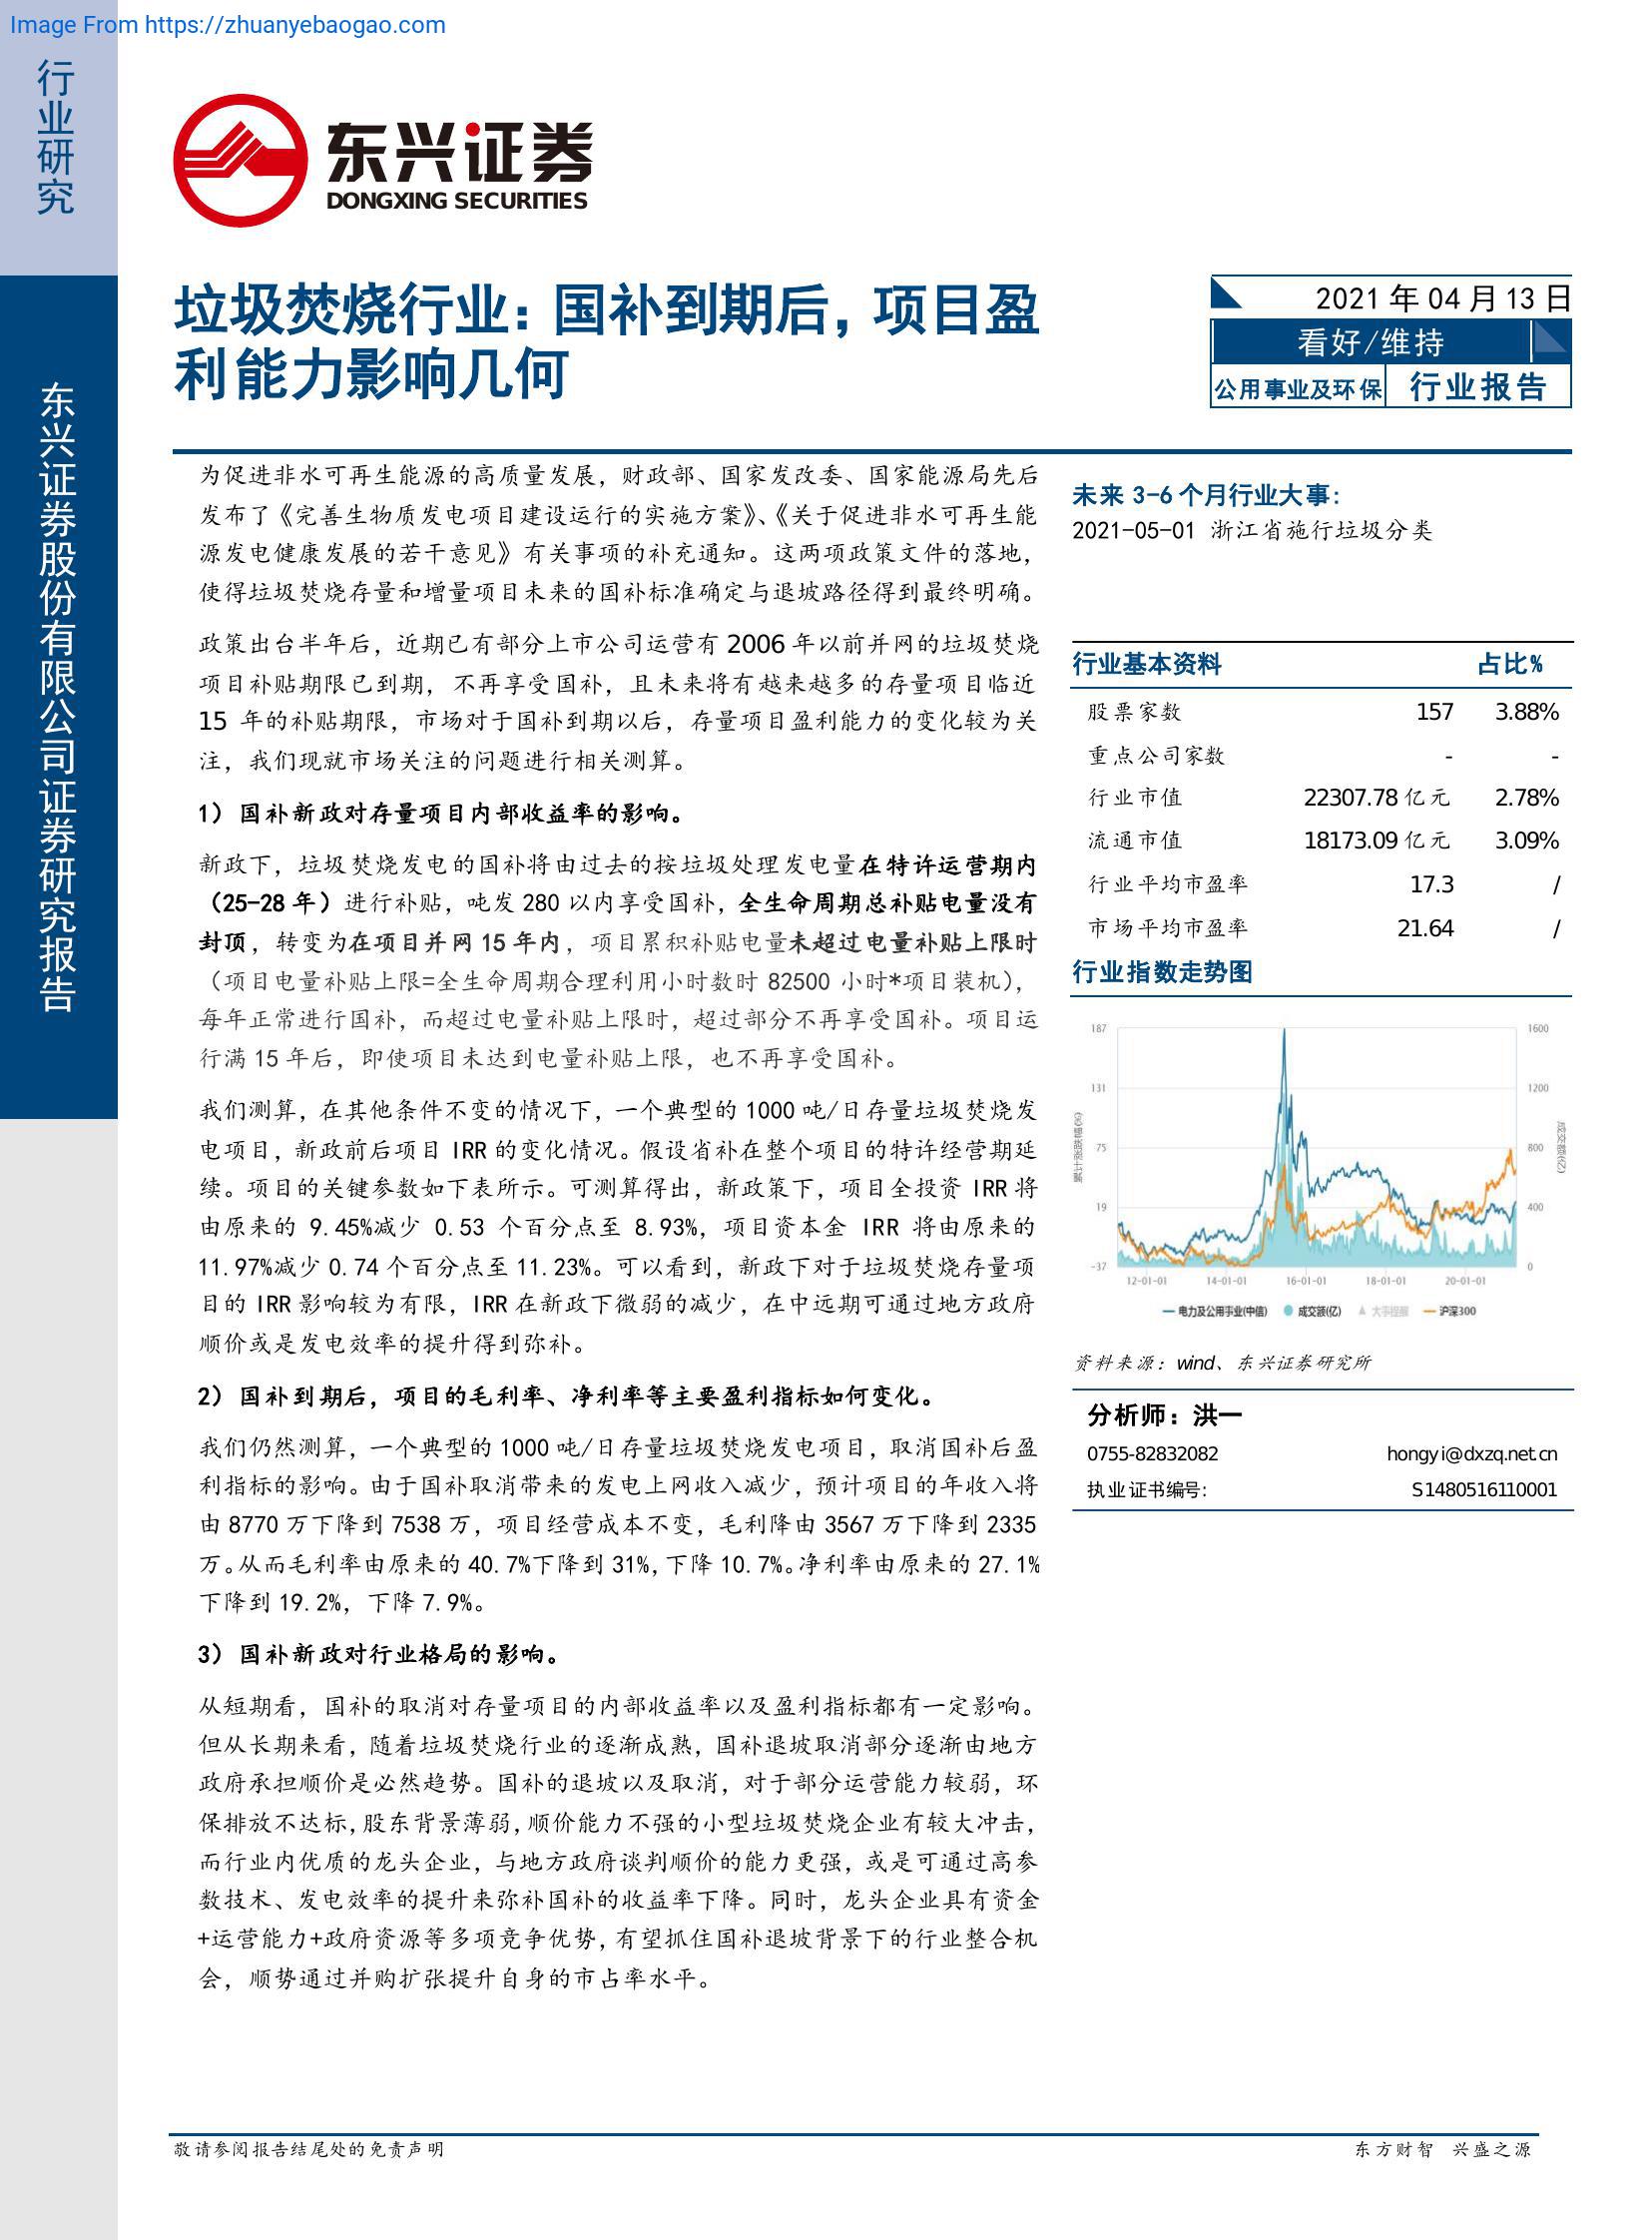 Image From https://zhuanyebaogao.com
行业研究
东兴证券股份有限公司证券研究报告
东兴证券
DONGXING SECURITIES
垃圾焚烧行业：国补到期后，项目盈
利能力影响几何
2021 年 04 月 13 日
看好/维持
公用事业及环保 行业报告
为促进非水可再生能源的高质量发展，财政部、国家发改委、国家能源局先后
发布了《完善生物质发电项目建设运行的实施方案》、《关于促进非水可再生能
源发电健康发展的若干意见》有关事项的补充通知。这两项政策文件的落地，
使得垃圾焚烧存量和增量项目未来的国补标准确定与退坡路径得到最终明确。
政策出台半年后，近期已有部分上市公司运营有 2006 年以前并网的垃圾焚烧
项目补贴期限已到期，不再享受国补，且未来将有越来越多的存量项目临近
15 年的补贴期限，市场对于国补到期以后，存量项目盈利能力的变化较为关
注，我们现就市场关注的问题进行相关测算。
1）国补新政对存量项目内部收益率的影响。
新政下，垃圾焚烧发电的国补将由过去的按垃圾处理发电量在特许运营期内
（25-28 年）进行补贴，吨发 280 以内享受国补，全生命周期总补贴电量没有
封顶，转变为在项目并网 15 年内，项目累积补贴电量未超过电量补贴上限时
（项目电量补贴上限=全生命周期合理利用小时数时 82500 小时*项目装机），
每年正常进行国补，而超过电量补贴上限时，超过部分不再享受国补。项目运
行满 15 年后，即使项目未达到电量补贴上限，也不再享受国补。
我们测算，在其他条件不变的情况下，一个典型的 1000 吨/日存量垃圾焚烧发
电项目，新政前后项目 IRR 的变化情况。假设省补在整个项目的特许经营期延
续。项目的关键参数如下表所示。可测算得出，新政策下，项目全投资 IRR 将
由原来的 9.45%减少 0.53 个百分点至 8.93%，项目资本金 IRR 将由原来的
11.97%减少 0.74 个百分点至 11.23%。可以看到，新政下对于垃圾焚烧存量项
目的 IRR 影响较为有限，IRR 在新政下微弱的减少，在中远期可通过地方政府
顺价或是发电效率的提升得到弥补。
2）国补到期后，项目的毛利率、净利率等主要盈利指标如何变化。
我们仍然测算，一个典型的 1000 吨/日存量垃圾焚烧发电项目，取消国补后盈
利指标的影响。由于国补取消带来的发电上网收入减少，预计项目的年收入将
由 8770 万下降到 7538 万，项目经营成本不变，毛利降由 3567 万下降到 2335
万。从而毛利率由原来的 40.7%下降到 31%，下降 10.7%。净利率由原来的 27.1%
下降到 19.2%，下降 7.9%。
3）国补新政对行业格局的影响。
从短期看，国补的取消对存量项目的内部收益率以及盈利指标都有一定影响。
但从长期来看，随着垃圾焚烧行业的逐渐成熟，国补退坡取消部分逐渐由地方
政府承担顺价是必然趋势。国补的退坡以及取消，对于部分运营能力较弱，环
保排放不达标，股东背景薄弱，顺价能力不强的小型垃圾焚烧企业有较大冲击，
而行业内优质的龙头企业，与地方政府谈判顺价的能力更强，或是可通过高参
数技术、发电效率的提升来弥补国补的收益率下降。同时，龙头企业具有资金
+运营能力+政府资源等多项竞争优势，有望抓住国补退坡背景下的行业整合机
会，顺势通过并购扩张提升自身的市占率水平。
未来 3-6 个月行业大事：
2021-05-01 浙江省施行垃圾分类
行业基本资料 占比%
股票家数 157 3.88%
重点公司家数 - -
行业市值 22307.78 亿元 2.78%
流通市值 18173.09 亿元 3.09%
行业平均市盈率 17.3 /
市场平均市盈率 21.64 /
行业指数走势图
187 1600
131 1200
75 800
19 400
-37 0
累计涨跌幅(%)
成交额(亿)
12-01-01 14-01-01 16-01-01 18-01-01 20-01-01
电力及公用事业(中信) 成交额(亿) 大事提醒 沪深300
资料来源：wind、东兴证券研究所
分析师：洪一
0755-82832082 hongyi@dxzq.net.cn
执业证书编号: S1480516110001
敬请参阅报告结尾处的免责声明
东方财智 兴盛之源